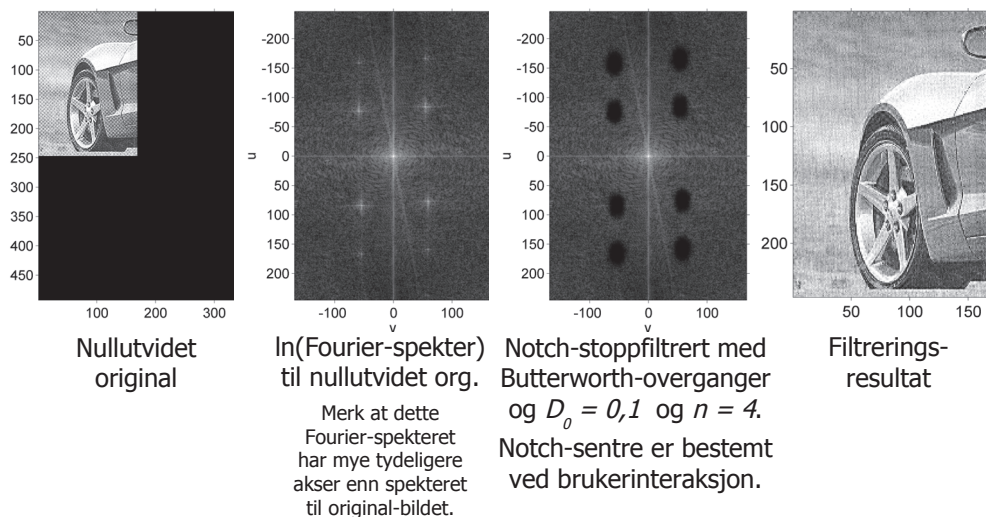 0
50
100
150
200
250
300
350
400
450
100 200 300
Nullutvidet
original
-200
-150
-100
-50
u
0
50
100
150
200
-100 0 100
v
ln(Fourier-spekter)
til nullutvidet org.
Merk at dette
Fourier-spekteret
har mye tydeligere
akser enn spekteret
til original-bildet.
-200
-150
-100
-50
u
0
50
100
150
200
-100 0 100
v
Notch-stoppfiltrert med
Butterworth-overganger
og D0 = 0,1 og n = 4.
Notch-sentre er bestemt
ved brukerinteraksjon.
50
100
150
200
50 100 150
Filtrerings-
resultat